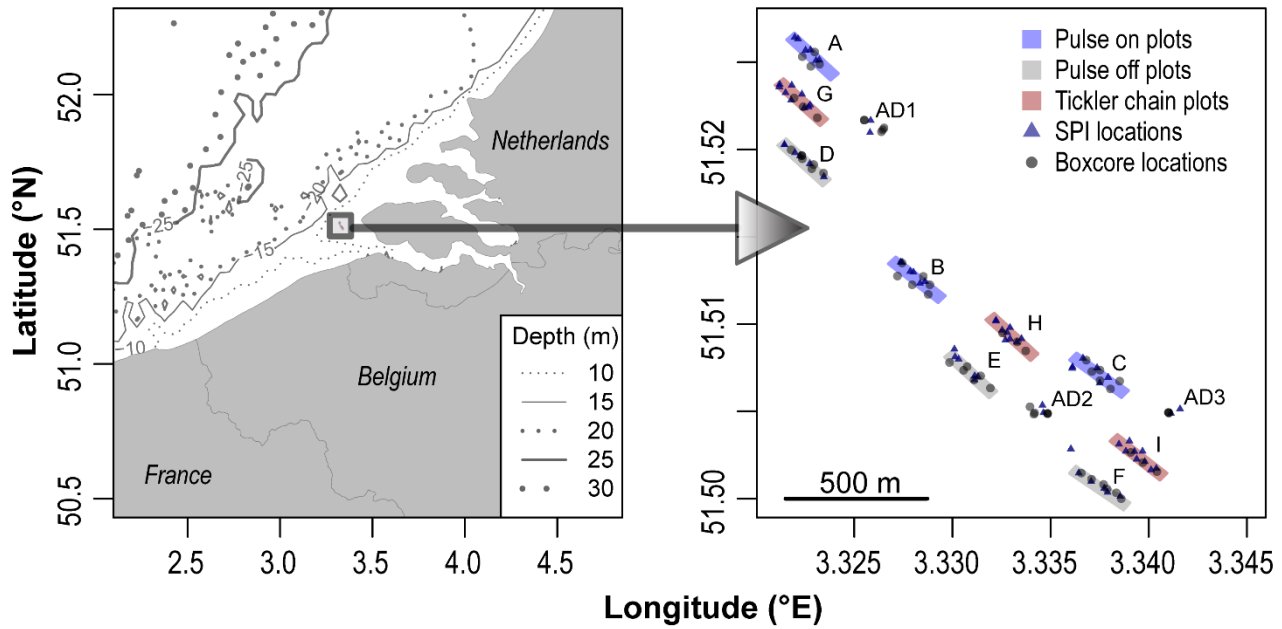 Latitude (°N)
52.0
51.5
51.0
50.5
2.5
3.0
3.5
4.0
4.5
Netherlands
Belgium
France
−25
−25
−20
−15
−15
−10
Depth (m)
10
15
20
25
30
Longitude (°E)
51.52
51.51
51.50
3.325
3.330
3.335
3.340
3.345
Pulse on plots
Pulse off plots
Tickler chain plots
SPI locations
Boxcore locations
A
G
AD1
D
B
H
E
C
AD2
AD3
I
F
500 m